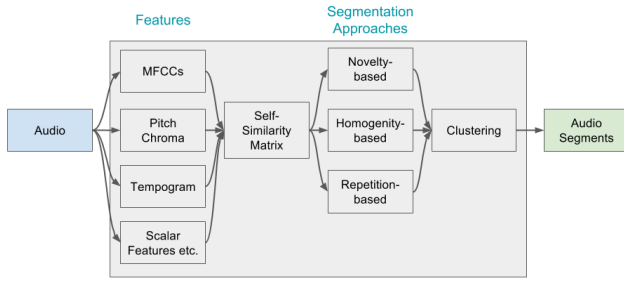 Features
Segmentation
Approaches
Audio
MFCCs
Pitch
Chroma
Tempogram
Scalar
Features etc.
Self-
Similarity
Matrix
Novelty-
based
Homogenity-
based
Repetition-
based
Clustering
Audio
Segments